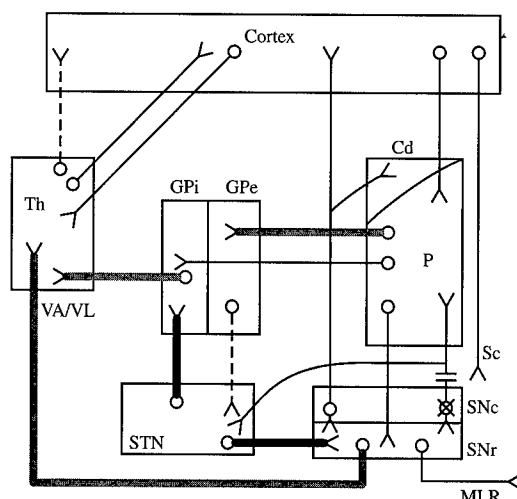 Cortex
Cd
Th
GPi GPe
P
VA/VL
Sc
STN
SNc
SNr
MLR